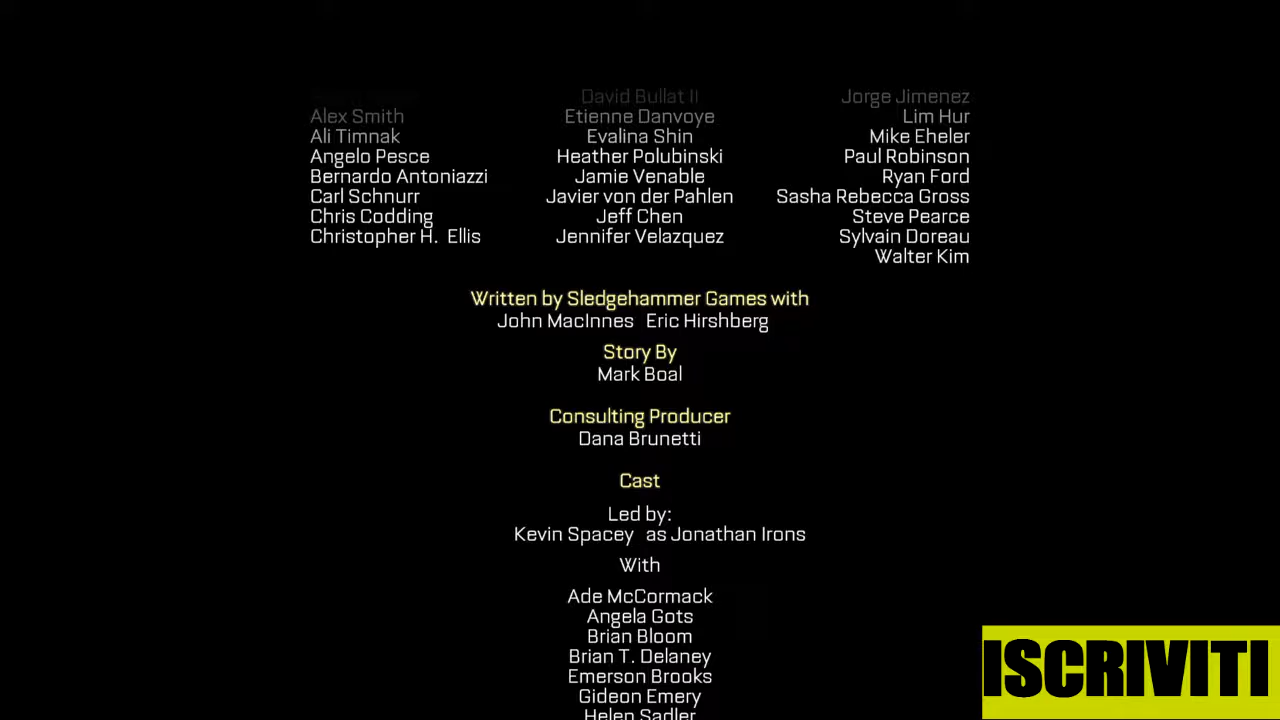 David Bullat II Jorge Jimenez
Alex Smith Etienne Danvoye Lim Hur
Ali Timnak Evalina Shin Mike Eheler
Angelo Pesce Heather Polubinski Paul Robinson
Bernardo Antoniazzi Jamie Venable Ryan Ford
Carl Schnurr Javier von der Pahlen Sasha Rebecca Gross
Chris Codding Jeff Chen Steve Pearce
Christopher H. Ellis Jennifer Velazquez Sylvain Doreau
Walter Kim
Written by Sledgehammer Games with
John MacInnes Eric Hirshberg
Story By
Mark Boal
Consulting Producer
Dana Brunetti
Cast
Led by:
Kevin Spacey as Jonathan Irons
With
Ade McCormack
Angela Gots
Brian Bloom
Brian T. Delaney
Emerson Brooks
Gideon Emery
Helen Sadler
ISCRIVITI